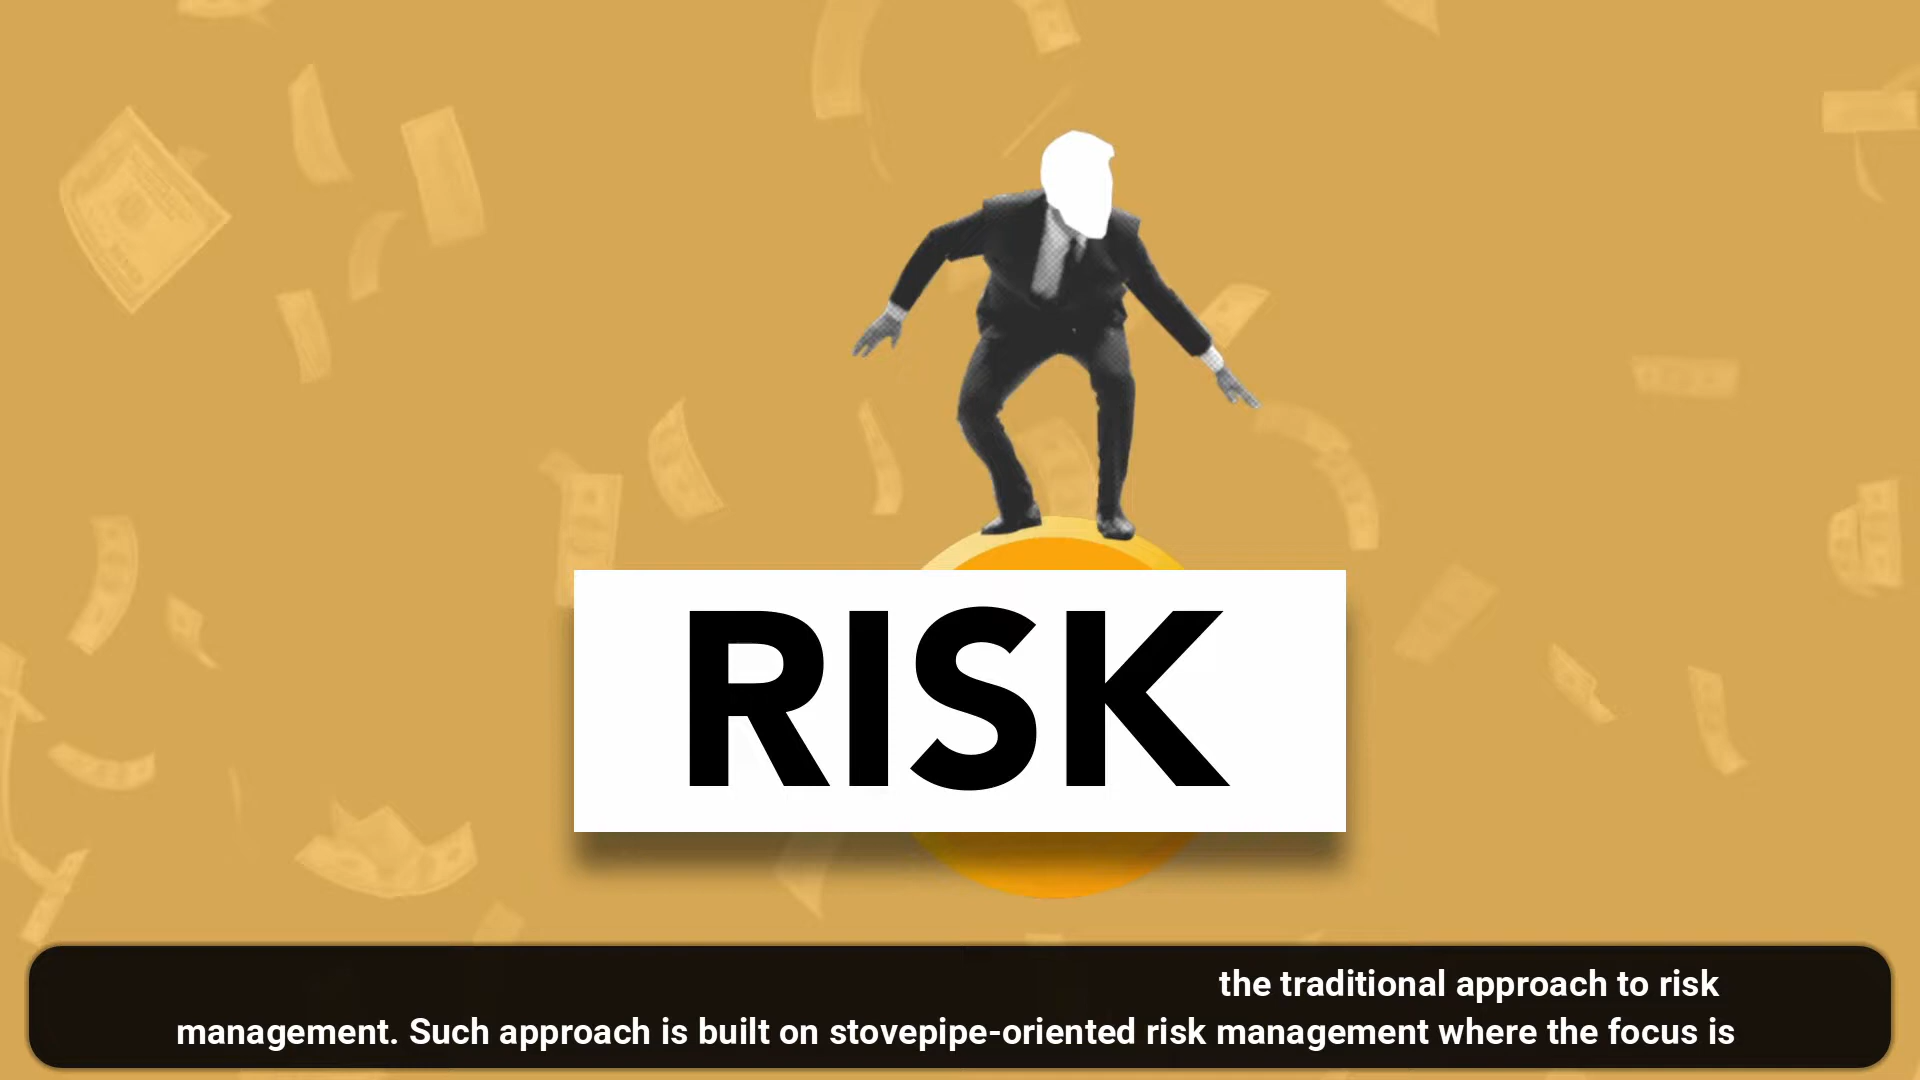 RISK
the traditional approach to risk
management. Such approach is built on stovepipe-oriented risk management where the focus is